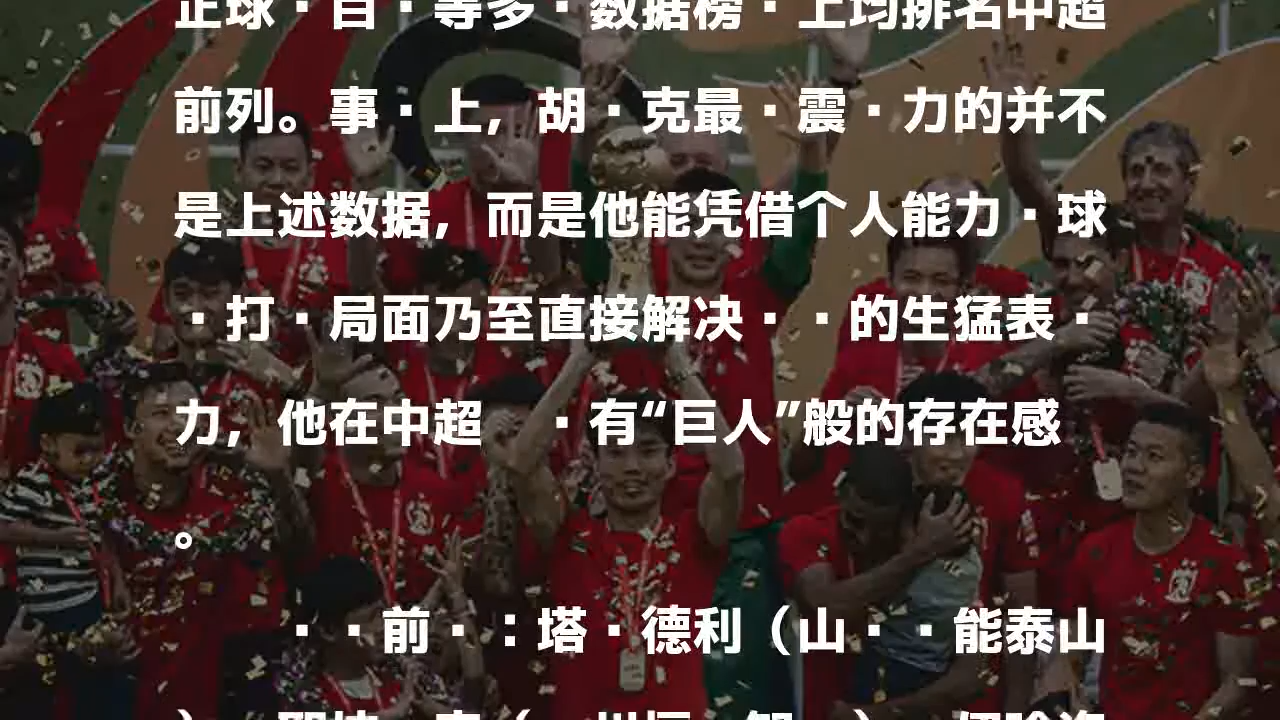 正球·自·等多·数据榜·上均排名中超
前列。事·上，胡·克最·震·力的并不
是上述数据，而是他能凭借个人能力·球
·打·局面乃至直接解决··的生猛表·
力，他在中超 ·有“巨人”般的存在感
。
··前·：塔·德利（山··能泰山